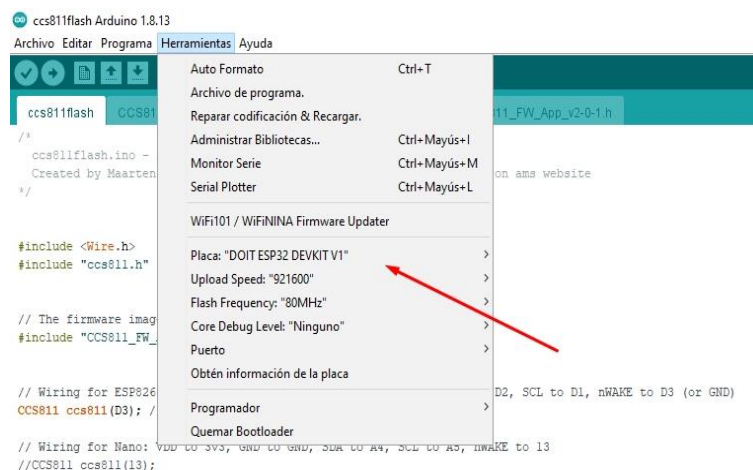 ccs811flash Arduino 1.8.13
Archivo Editar Programa Herramientas Ayuda
ccs811flash CCS81 11_FW_App_v2-0-1.h
Auto Formato Ctrl+T
Archivo de programa.
Reparar codificación & Recargar.
Administrar Bibliotecas... Ctrl+Mayús+I
Monitor Serie Ctrl+Mayús+M
Serial Plotter Ctrl+Mayús+L
WiFi101 / WiFiNINA Firmware Updater
Placa: "DOIT ESP32 DEVKIT V1"
Upload Speed: "921600"
Flash Frequency: "80MHz"
Core Debug Level: "Ninguno"
Puerto
Obtén información de la placa
Programador
Quemar Bootloader
/*
ccs811flash.ino -
Created by Maarten on ams website
*/
#include <Wire.h>
#include "ccs811.h"
// The firmware imag
#include "CCS811_FW_
// Wiring for ESP826 D2, SCL to D1, nWAKE to D3 (or GND)
CCS811 ccs811(D3); /
// Wiring for Nano: VDD to 3V3, GND to GND, SDA to A4, SCL to A5, nWAKE to 13
//CCS811 ccs811(13);